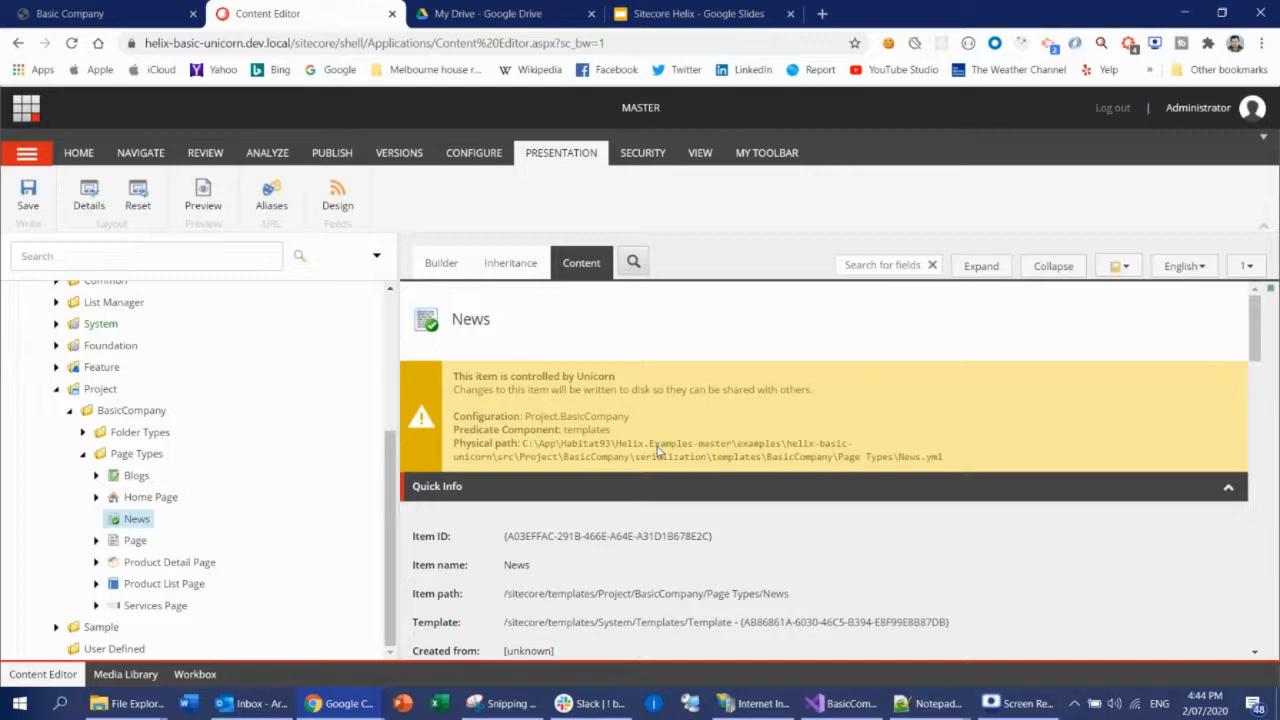 Basic Company
Content Editor
My Drive - Google Drive
Sitecore Helix - Google Slides
helix-basic-unicorn.dev.local/sitecore/shell/Applications/Content%20Editor.aspx?sc_bw=1
2
4
Apps
Apple
iCloud
Yahoo
Bing
Google
Melbourne house r...
Wikipedia
Facebook
Twitter
LinkedIn
Report
YouTube Studio
The Weather Channel
Yelp
»
Other bookmarks
MASTER
Log out
|
Administrator
HOME
NAVIGATE
REVIEW
ANALYZE
PUBLISH
VERSIONS
CONFIGURE
PRESENTATION
SECURITY
VIEW
MY TOOLBAR
Save
Details
Reset
Preview
Aliases
Design
Write
Layout
Preview
URL
Feeds
Search
Builder
Inheritance
Content
Search for fields
Expand
Collapse
English
1
Common
List Manager
System
Foundation
Feature
Project
BasicCompany
Folder Types
Page Types
Blogs
Home Page
News
Page
Product Detail Page
Product List Page
Services Page
Sample
User Defined
News
This item is controlled by Unicorn
Changes to this item will be written to disk so they can be shared with others.
Configuration: Project.BasicCompany
Predicate Component: templates
Physical path: C:\App\Habitat93\Helix.Examples-master\examples\helix-basic-
unicorn\src\Project\BasicCompany\serialization\templates\BasicCompany\Page Types\News.yml
Quick Info
Item ID: {A03EFFAC-291B-466E-A64E-A31D1B678E2C}
Item name: News
Item path: /sitecore/templates/Project/BasicCompany/Page Types/News
Template: /sitecore/templates/System/Templates/Template - {AB86861A-6030-46C5-B394-E8F99E8B87DB}
Created from: [unknown]
Content Editor
Media Library
Workbox
File Explor...
Inbox - Ar...
Google C...
Snipping ...
Slack | ! b...
Internet In...
BasicCom...
Notepad...
Screen Re...
ENG
4:44 PM
2/07/2020
48